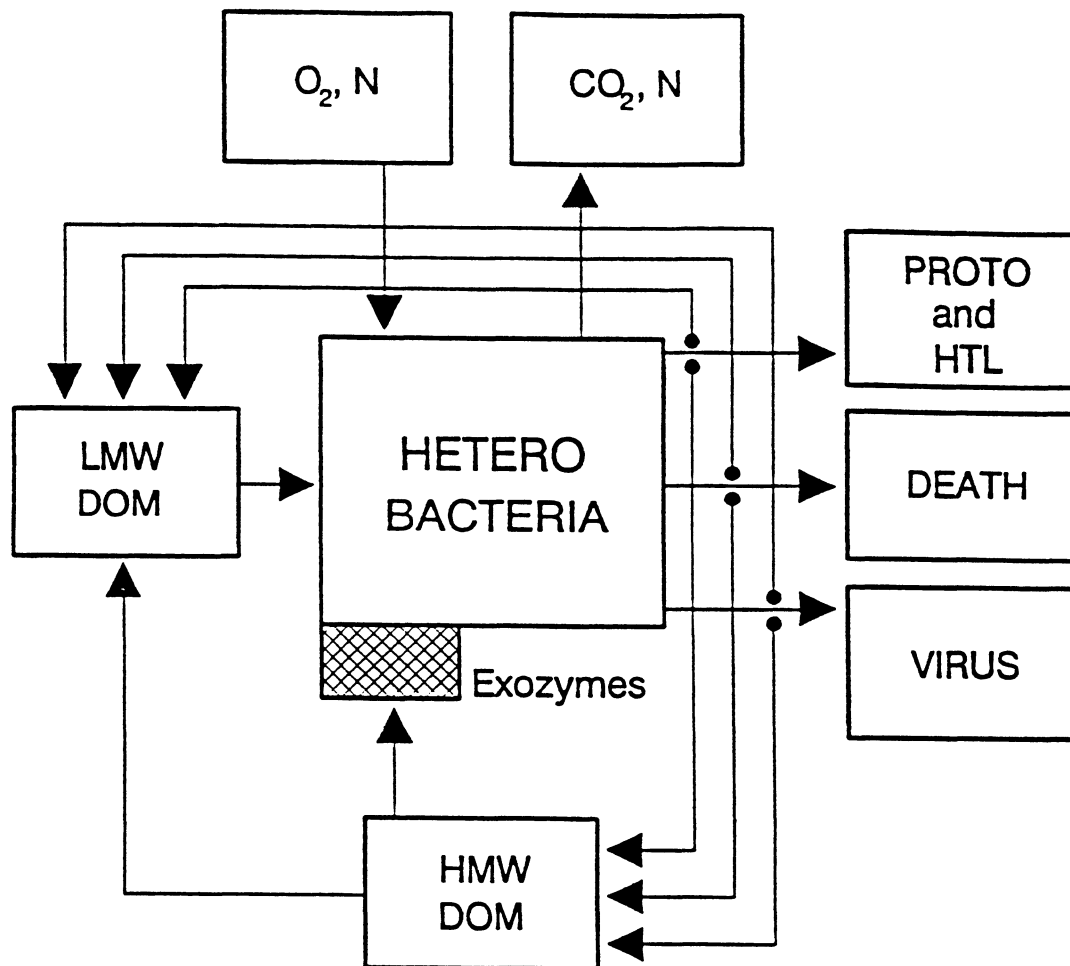 O₂, N
CO₂, N
PROTO
and
HTL
LMW
DOM
HETERO
BACTERIA
DEATH
VIRUS
Exozymes
HMW
DOM